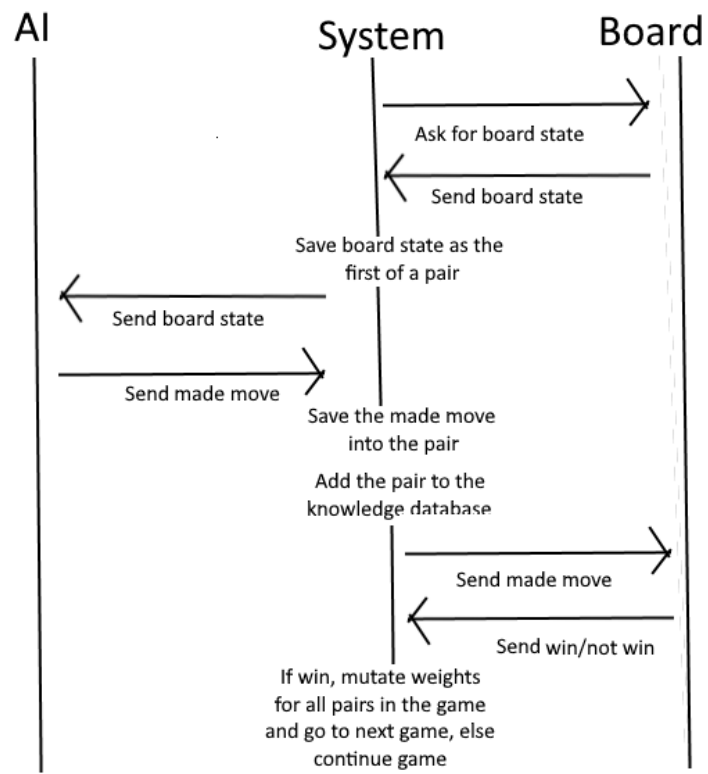 AI
System
Board
Ask for board state
Send board state
Save board state as the
first of a pair
Send board state
Send made move
Save the made move
into the pair
Add the pair to the
knowledge database
Send made move
Send win/not win
If win, mutate weights
for all pairs in the game
and go to next game, else
continue game